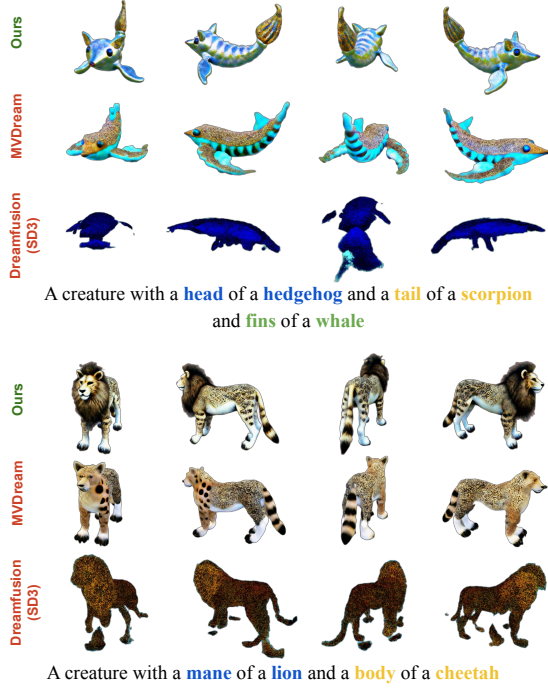 Ours
MVDream
Dreamfusion
(SD3)
A creature with a head of a hedgehog and a tail of a scorpion
and fins of a whale
Ours
MVDream
Dreamfusion
(SD3)
A creature with a mane of a lion and a body of a cheetah